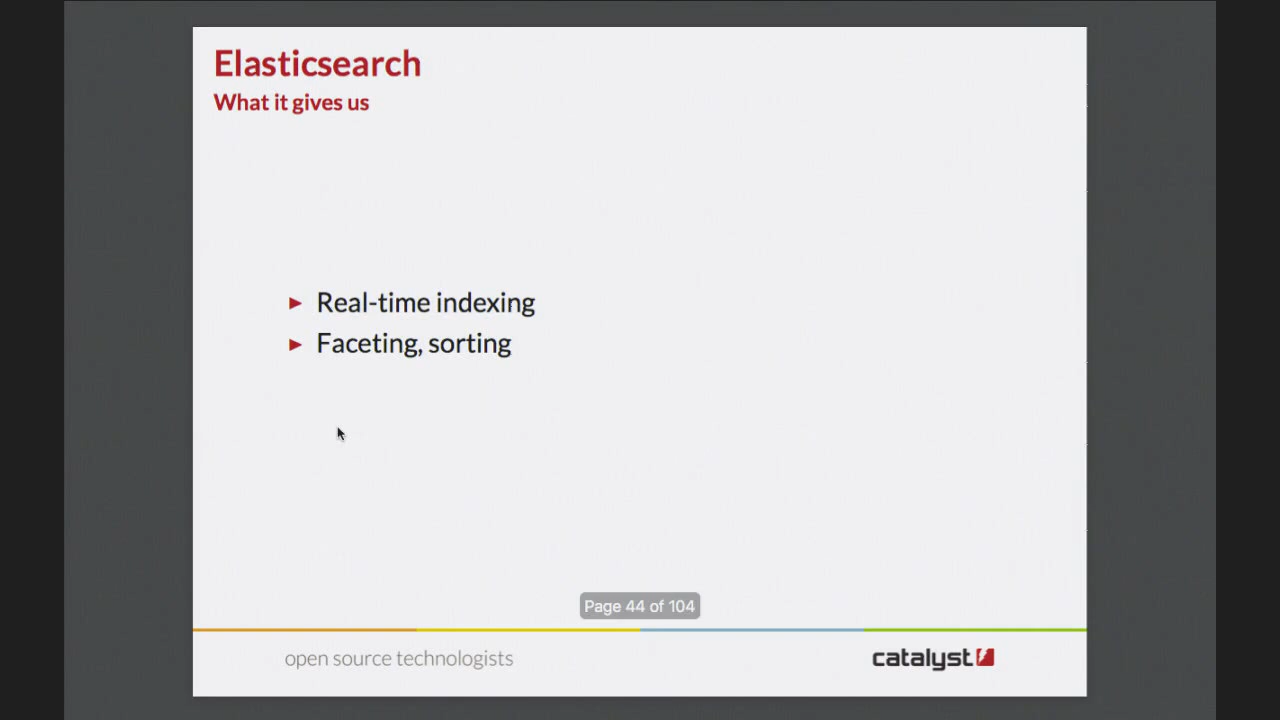 Elasticsearch
What it gives us
► Real-time indexing
► Faceting, sorting
Page 44 of 104
open source technologists
catalyst